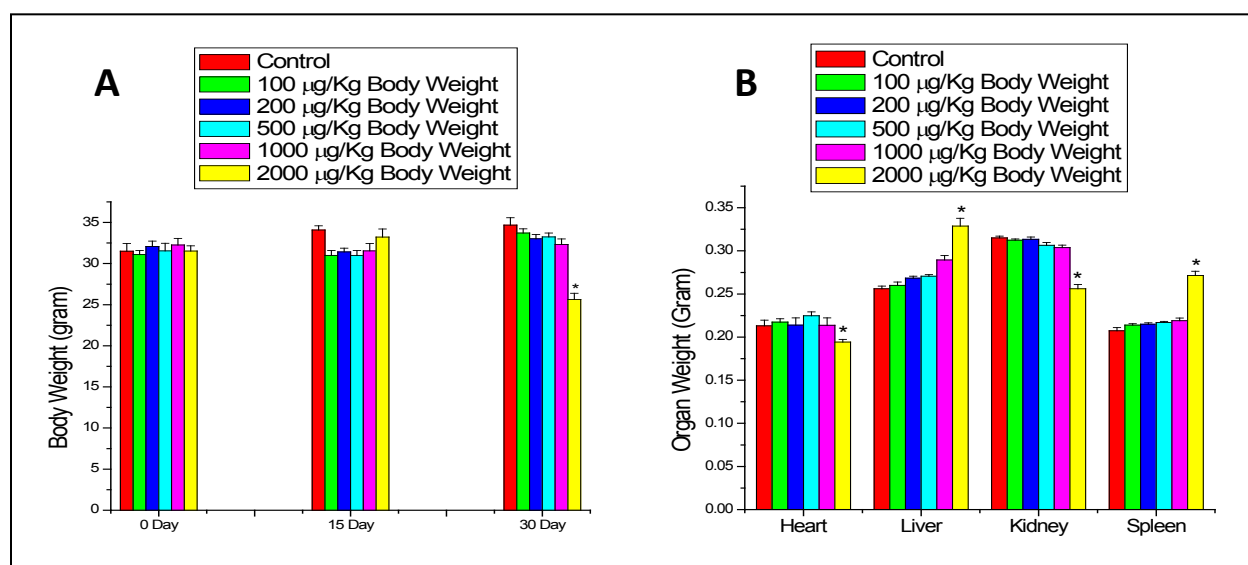 A
Control
100 µg/Kg Body Weight
200 µg/Kg Body Weight
500 µg/Kg Body Weight
1000 µg/Kg Body Weight
2000 µg/Kg Body Weight
Body Weight (gram)
35
30
25
20
15
10
5
0
*
0 Day
15 Day
30 Day
B
Control
100 µg/Kg Body Weight
200 µg/Kg Body Weight
500 µg/Kg Body Weight
1000 µg/Kg Body Weight
2000 µg/Kg Body Weight
Organ Weight (Gram)
0.35
0.30
0.25
0.20
0.15
0.10
0.05
0.00
*
*
*
*
Heart
Liver
Kidney
Spleen